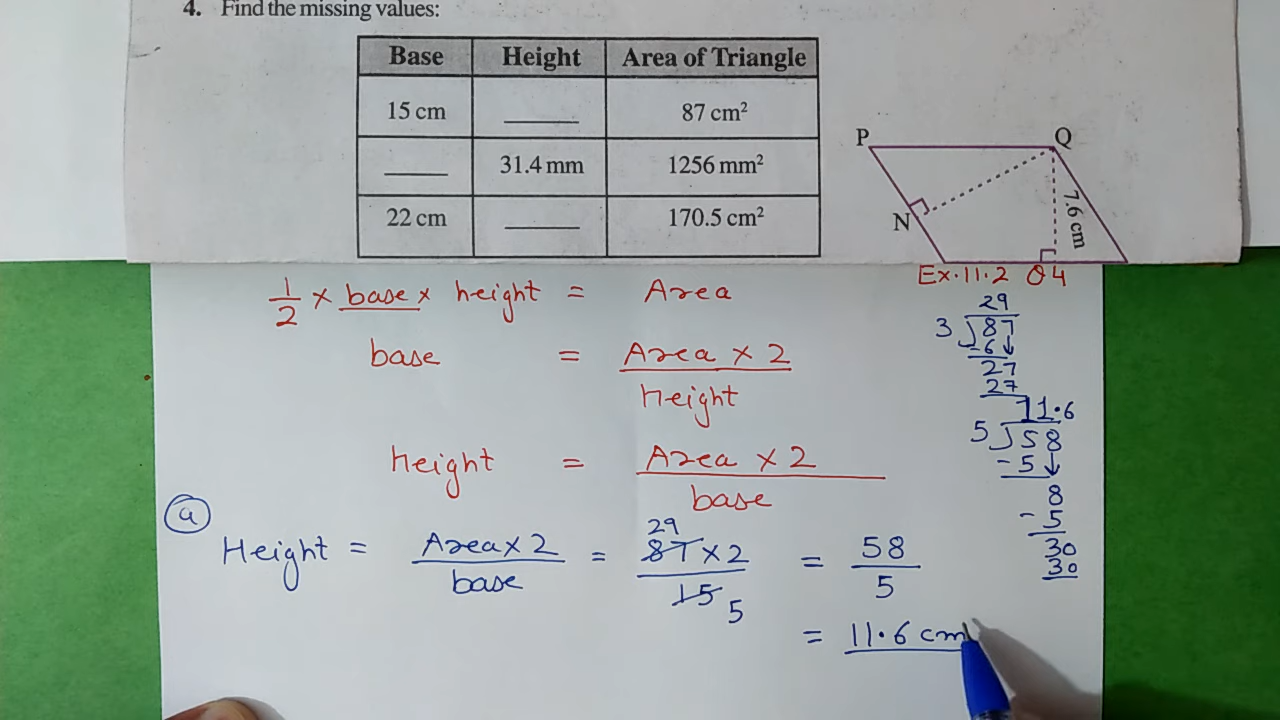 4. Find the missing values:
Base Height Area of Triangle
15 cm ______ 87 cm²
______ 31.4 mm 1256 mm²
22 cm ______ 170.5 cm²
P Q
N
7.6 cm
Ex.11.2 Q4
1/2 × base × height = Area
base = Area × 2 / Height
Height = Area × 2 / base
(a)
Height = Area × 2 / base = 87 × 2 / 15 = 58 / 5
29
5
= 11.6 cm
29
3 ) 87
- 6 ↓
27
27
11.6
5 ) 58
- 5 ↓
8
- 5
30
30